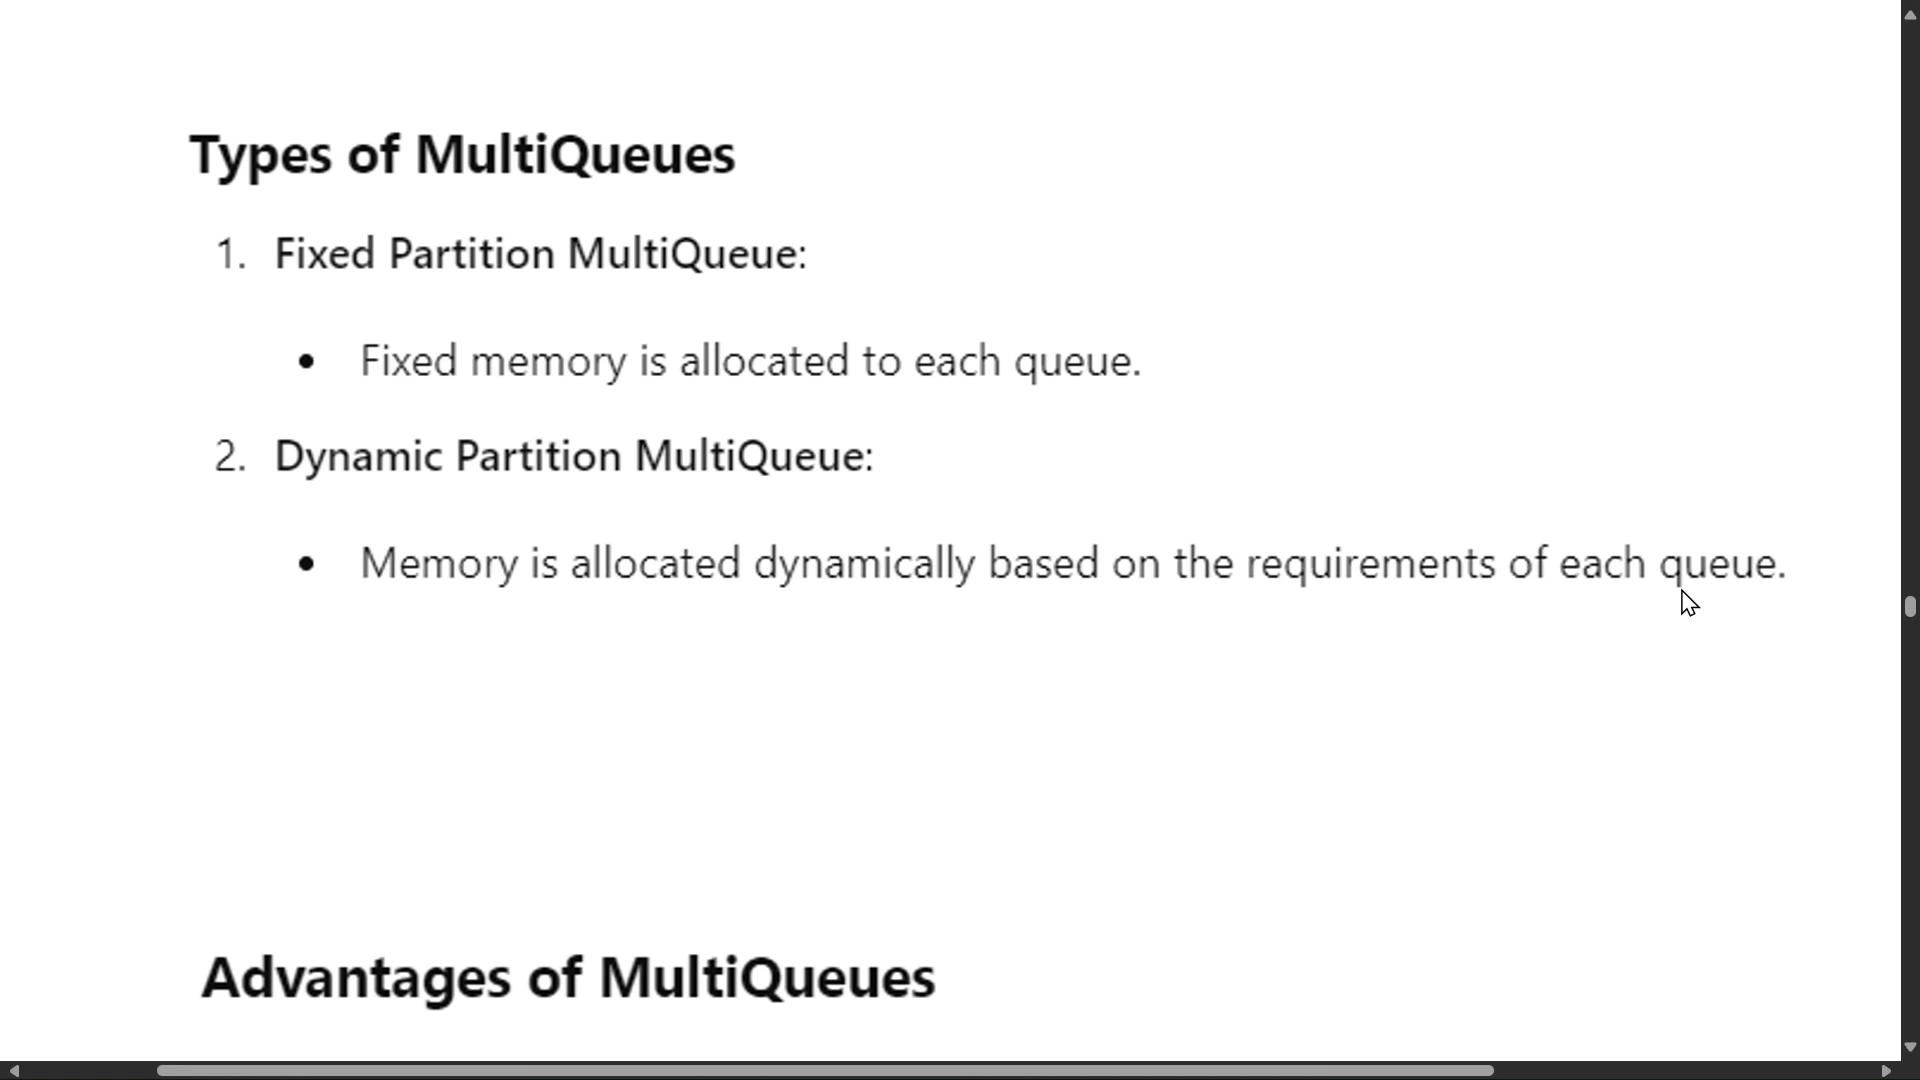 Types of MultiQueues
1. Fixed Partition MultiQueue:
• Fixed memory is allocated to each queue.
2. Dynamic Partition MultiQueue:
• Memory is allocated dynamically based on the requirements of each queue.
Advantages of MultiQueues